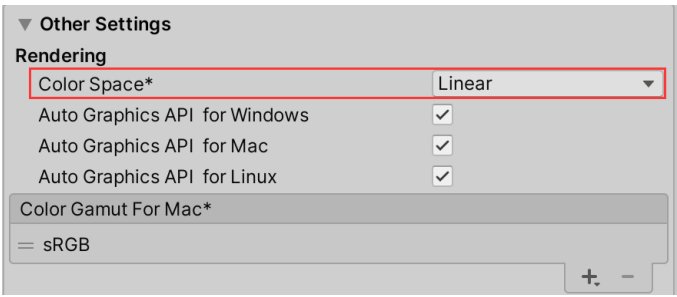 Other Settings
Rendering
Color Space* Linear
Auto Graphics API for Windows
Auto Graphics API for Mac
Auto Graphics API for Linux
Color Gamut For Mac*
sRGB